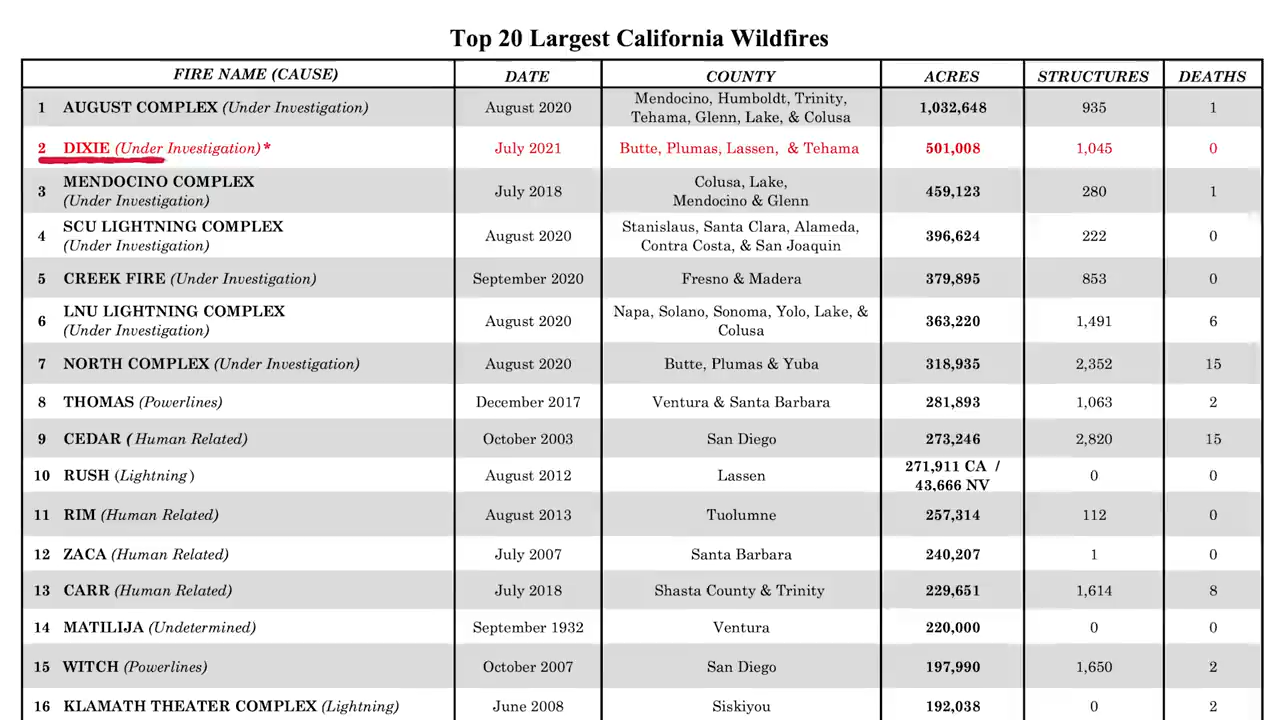 Top 20 Largest California Wildfires
FIRE NAME (CAUSE) DATE COUNTY ACRES STRUCTURES DEATHS
1 AUGUST COMPLEX (Under Investigation) August 2020 Mendocino, Humboldt, Trinity, Tehama, Glenn, Lake, & Colusa 1,032,648 935 1
2 DIXIE (Under Investigation)* July 2021 Butte, Plumas, Lassen, & Tehama 501,008 1,045 0
3 MENDOCINO COMPLEX (Under Investigation) July 2018 Colusa, Lake, Mendocino & Glenn 459,123 280 1
4 SCU LIGHTNING COMPLEX (Under Investigation) August 2020 Stanislaus, Santa Clara, Alameda, Contra Costa, & San Joaquin 396,624 222 0
5 CREEK FIRE (Under Investigation) September 2020 Fresno & Madera 379,895 853 0
6 LNU LIGHTNING COMPLEX (Under Investigation) August 2020 Napa, Solano, Sonoma, Yolo, Lake, & Colusa 363,220 1,491 6
7 NORTH COMPLEX (Under Investigation) August 2020 Butte, Plumas & Yuba 318,935 2,352 15
8 THOMAS (Powerlines) December 2017 Ventura & Santa Barbara 281,893 1,063 2
9 CEDAR ( Human Related) October 2003 San Diego 273,246 2,820 15
10 RUSH (Lightning ) August 2012 Lassen 271,911 CA / 43,666 NV 0 0
11 RIM (Human Related) August 2013 Tuolumne 257,314 112 0
12 ZACA (Human Related) July 2007 Santa Barbara 240,207 1 0
13 CARR (Human Related) July 2018 Shasta County & Trinity 229,651 1,614 8
14 MATILIJA (Undetermined) September 1932 Ventura 220,000 0 0
15 WITCH (Powerlines) October 2007 San Diego 197,990 1,650 2
16 KLAMATH THEATER COMPLEX (Lightning) June 2008 Siskiyou 192,038 0 2